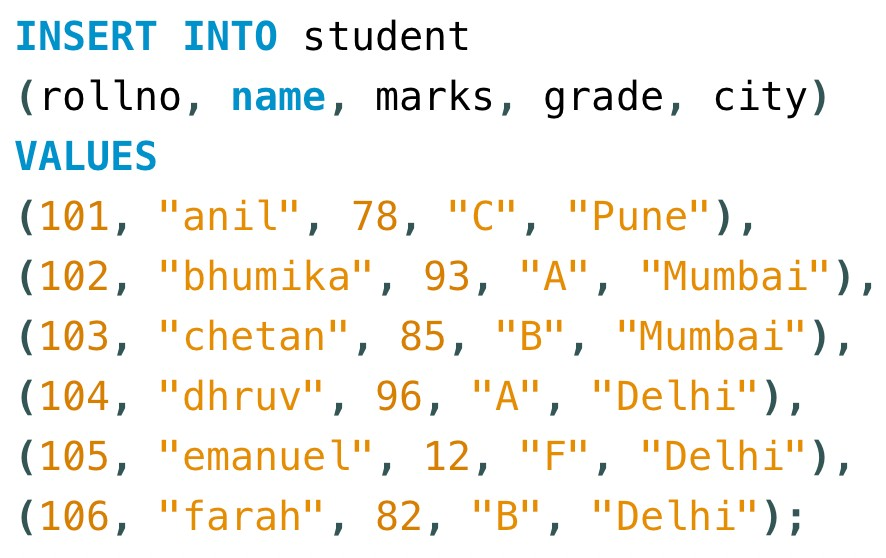 INSERT INTO student
(rollno, name, marks, grade, city)
VALUES
(101, "anil", 78, "C", "Pune"),
(102, "bhumika", 93, "A", "Mumbai"),
(103, "chetan", 85, "B", "Mumbai"),
(104, "dhruv", 96, "A", "Delhi"),
(105, "emanuel", 12, "F", "Delhi"),
(106, "farah", 82, "B", "Delhi");